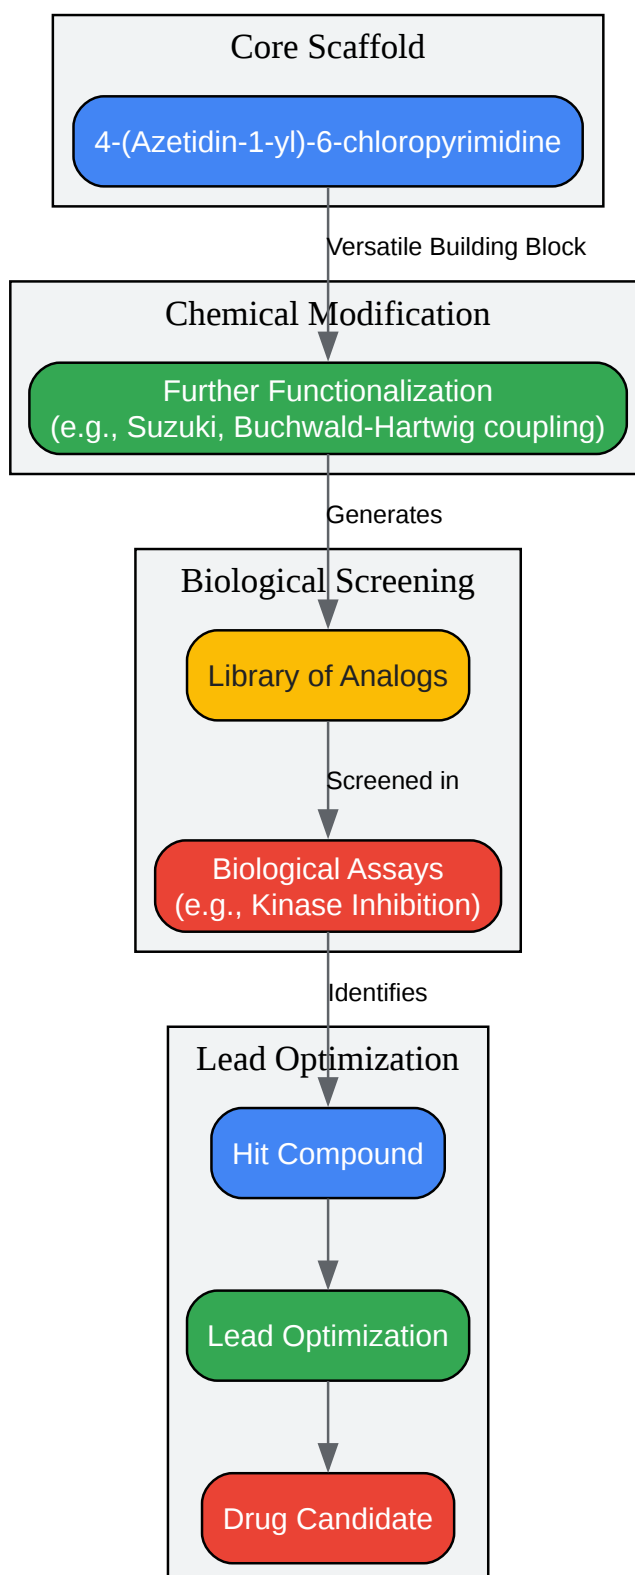 Core Scaffold
4-(Azetidin-1-yl)-6-chloropyrimidine
Versatile Building Block
Chemical Modification
Further Functionalization
(e.g., Suzuki, Buchwald-Hartwig coupling)
Generates
Biological Screening
Library of Analogs
Screened in
Biological Assays
(e.g., Kinase Inhibition)
Identifies
Lead Optimization
Hit Compound
Lead Optimization
Drug Candidate